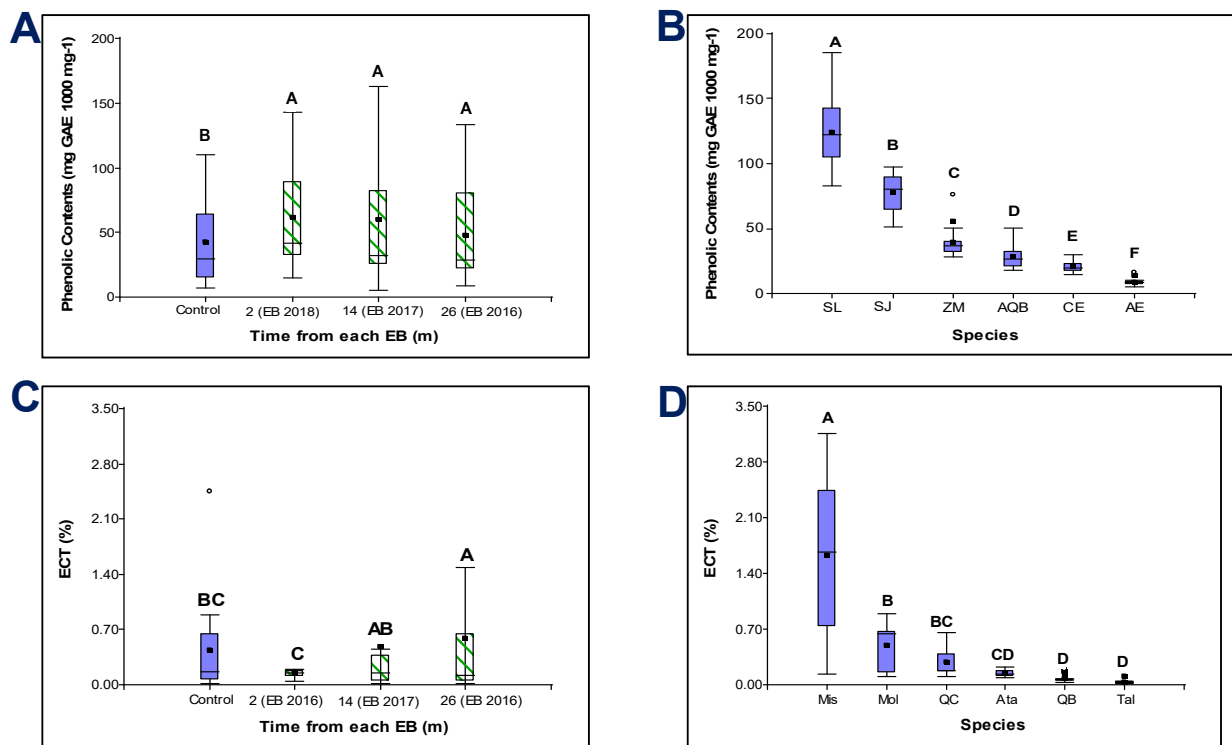 A
Phenolic Contents (mg GAE 1000 mg-1)
200
150
100
50
0
B
A
A
A
Control
2 (EB 2018)
14 (EB 2017)
26 (EB 2016)
Time from each EB (m)
B
Phenolic Contents (mg GAE 1000 mg-1)
200
150
100
50
0
A
B
C
D
E
F
SL
SJ
ZM
AQB
CE
AE
Species
C
ECT (%)
3.50
2.80
2.10
1.40
0.70
0.00
BC
C
AB
A
Control
2 (EB 2016)
14 (EB 2017)
26 (EB 2016)
Time from each EB (m)
D
ECT (%)
3.50
2.80
2.10
1.40
0.70
0.00
A
B
BC
CD
D
D
Mis
Mol
QC
Ata
QB
Tal
Species